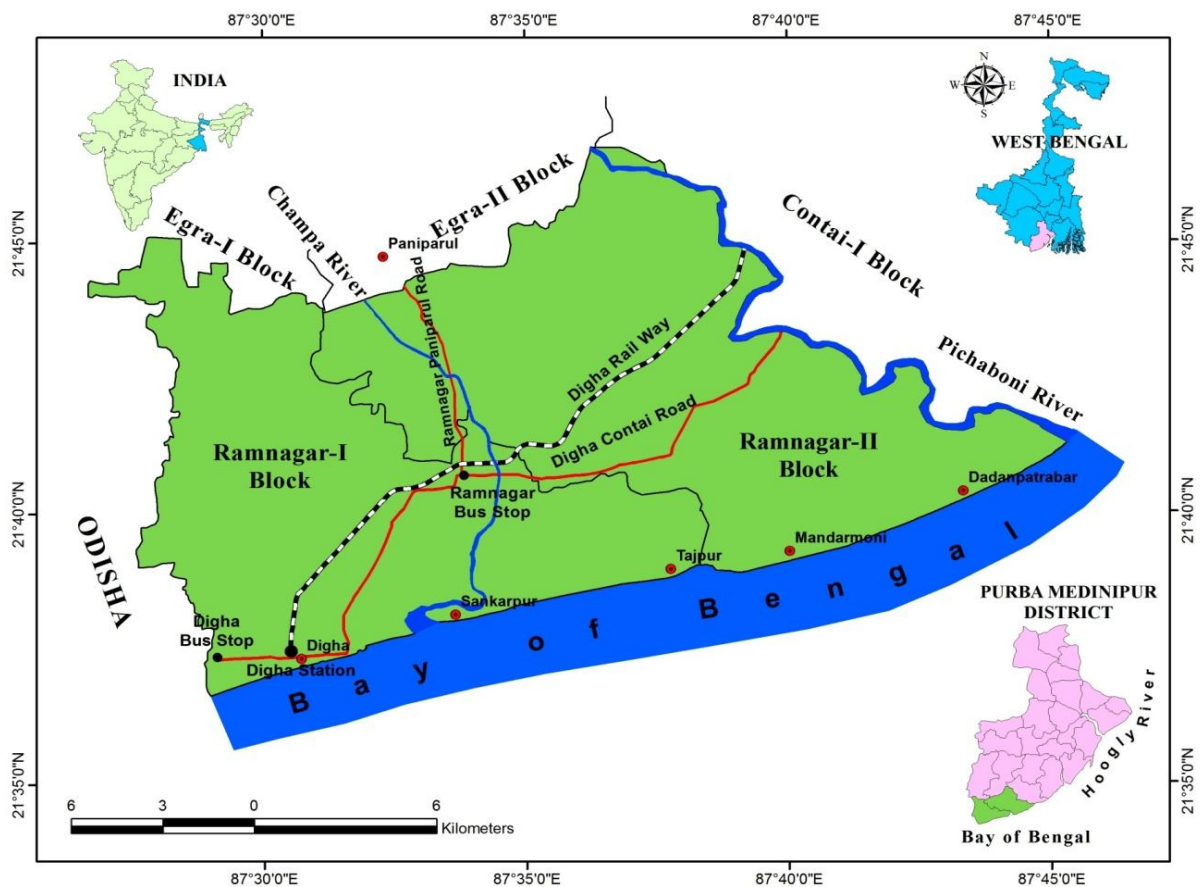 87°30'0"E
87°35'0"E
87°40'0"E
87°45'0"E
INDIA
N
W
E
S
WEST BENGAL
21°45'0"N
21°45'0"N
Egra-I Block
Champa River
Egra-II Block
Paniparul
Contai-I Block
Pichaboni River
Ramnagar Paniparul Road
Digha Rail Way
Digha Contai Road
Ramnagar-I
Block
Ramnagar-II
Block
Ramnagar
Bus Stop
Dadanpatrabar
21°40'0"N
21°40'0"N
ODISHA
Mandarmoni
Tajpur
Sankarpur
Digha
Bus Stop
Digha
Digha Station
Bay of Bengal
PURBA MEDINIPUR
DISTRICT
Hoogly River
Bay of Bengal
21°35'0"N
21°35'0"N
6
3
0
6
Kilometers
87°30'0"E
87°35'0"E
87°40'0"E
87°45'0"E